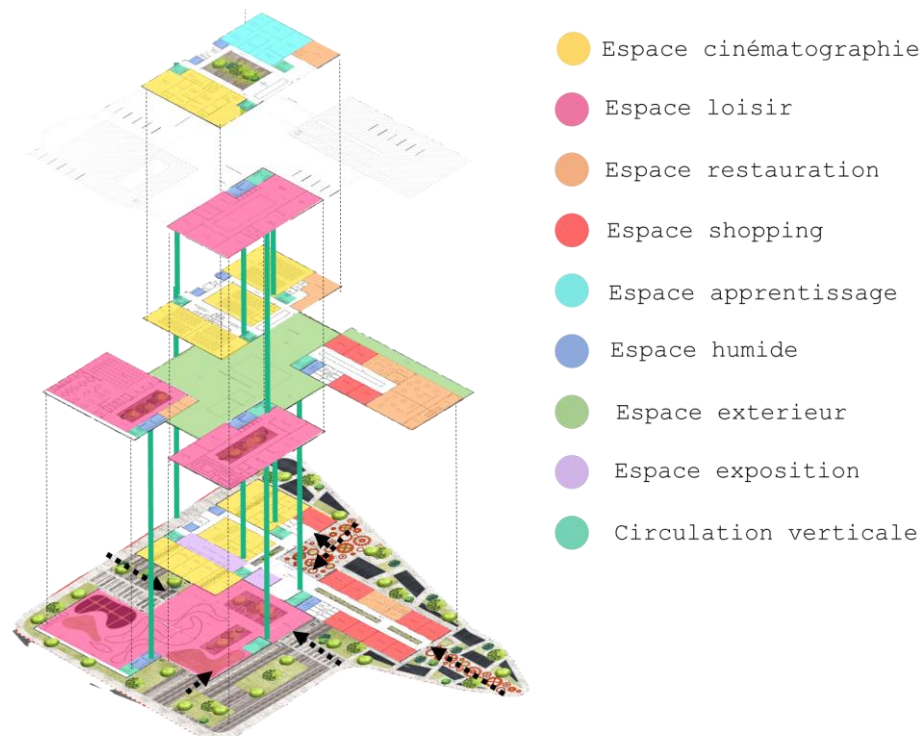 Espace cinématographie
Espace loisir
Espace restauration
Espace shopping
Espace apprentissage
Espace humide
Espace exterieur
Espace exposition
Circulation verticale